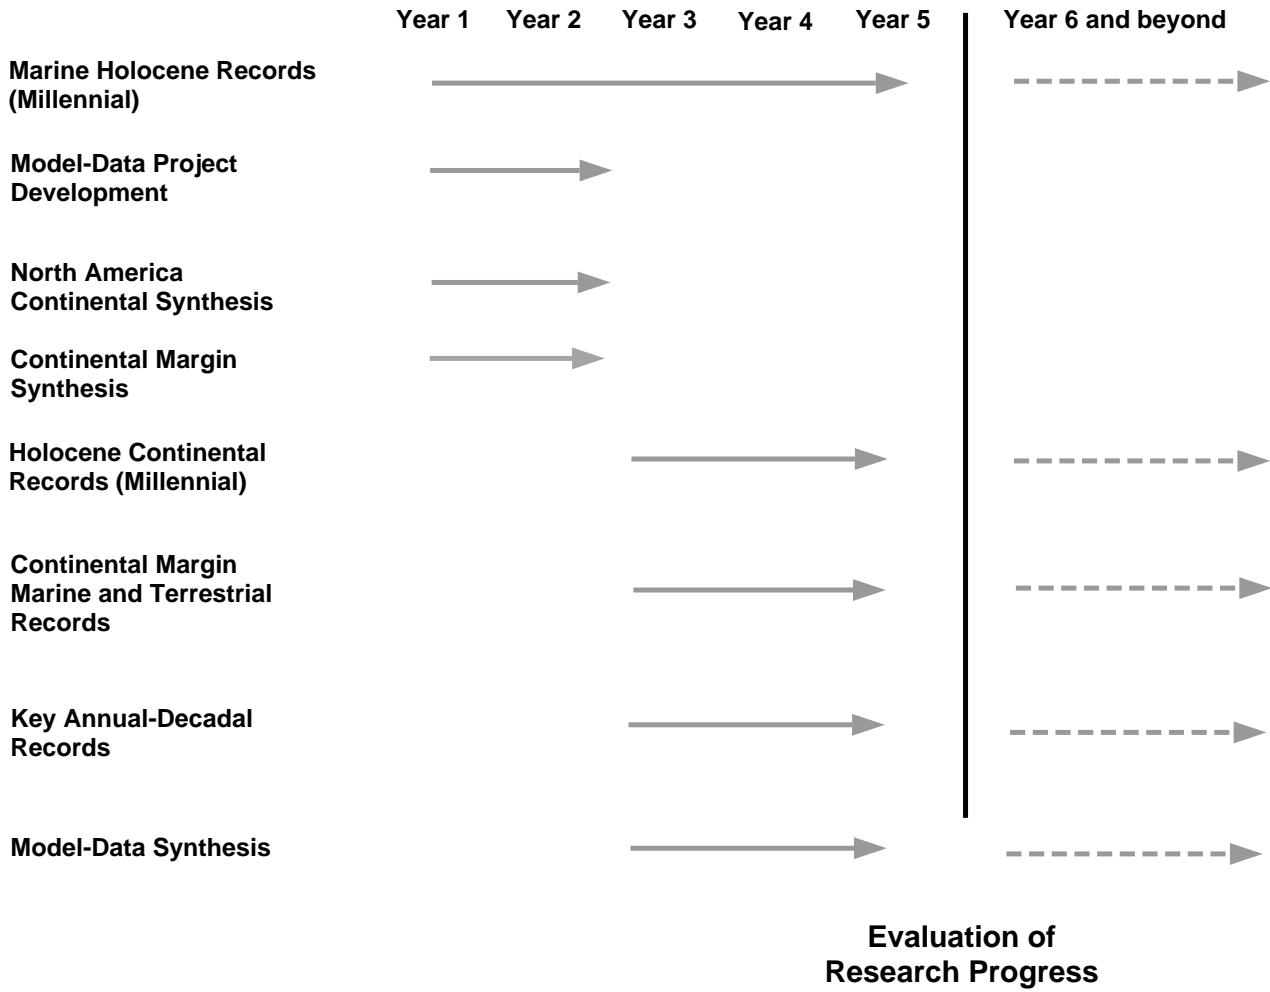 Year 1 Year 2 Year 3 Year 4 Year 5 Year 6 and beyond
Marine Holocene Records
(Millennial)
Model-Data Project
Development
North America
Continental Synthesis
Continental Margin
Synthesis
Holocene Continental
Records (Millennial)
Continental Margin
Marine and Terrestrial
Records
Key Annual-Decadal
Records
Model-Data Synthesis
Evaluation of
Research Progress